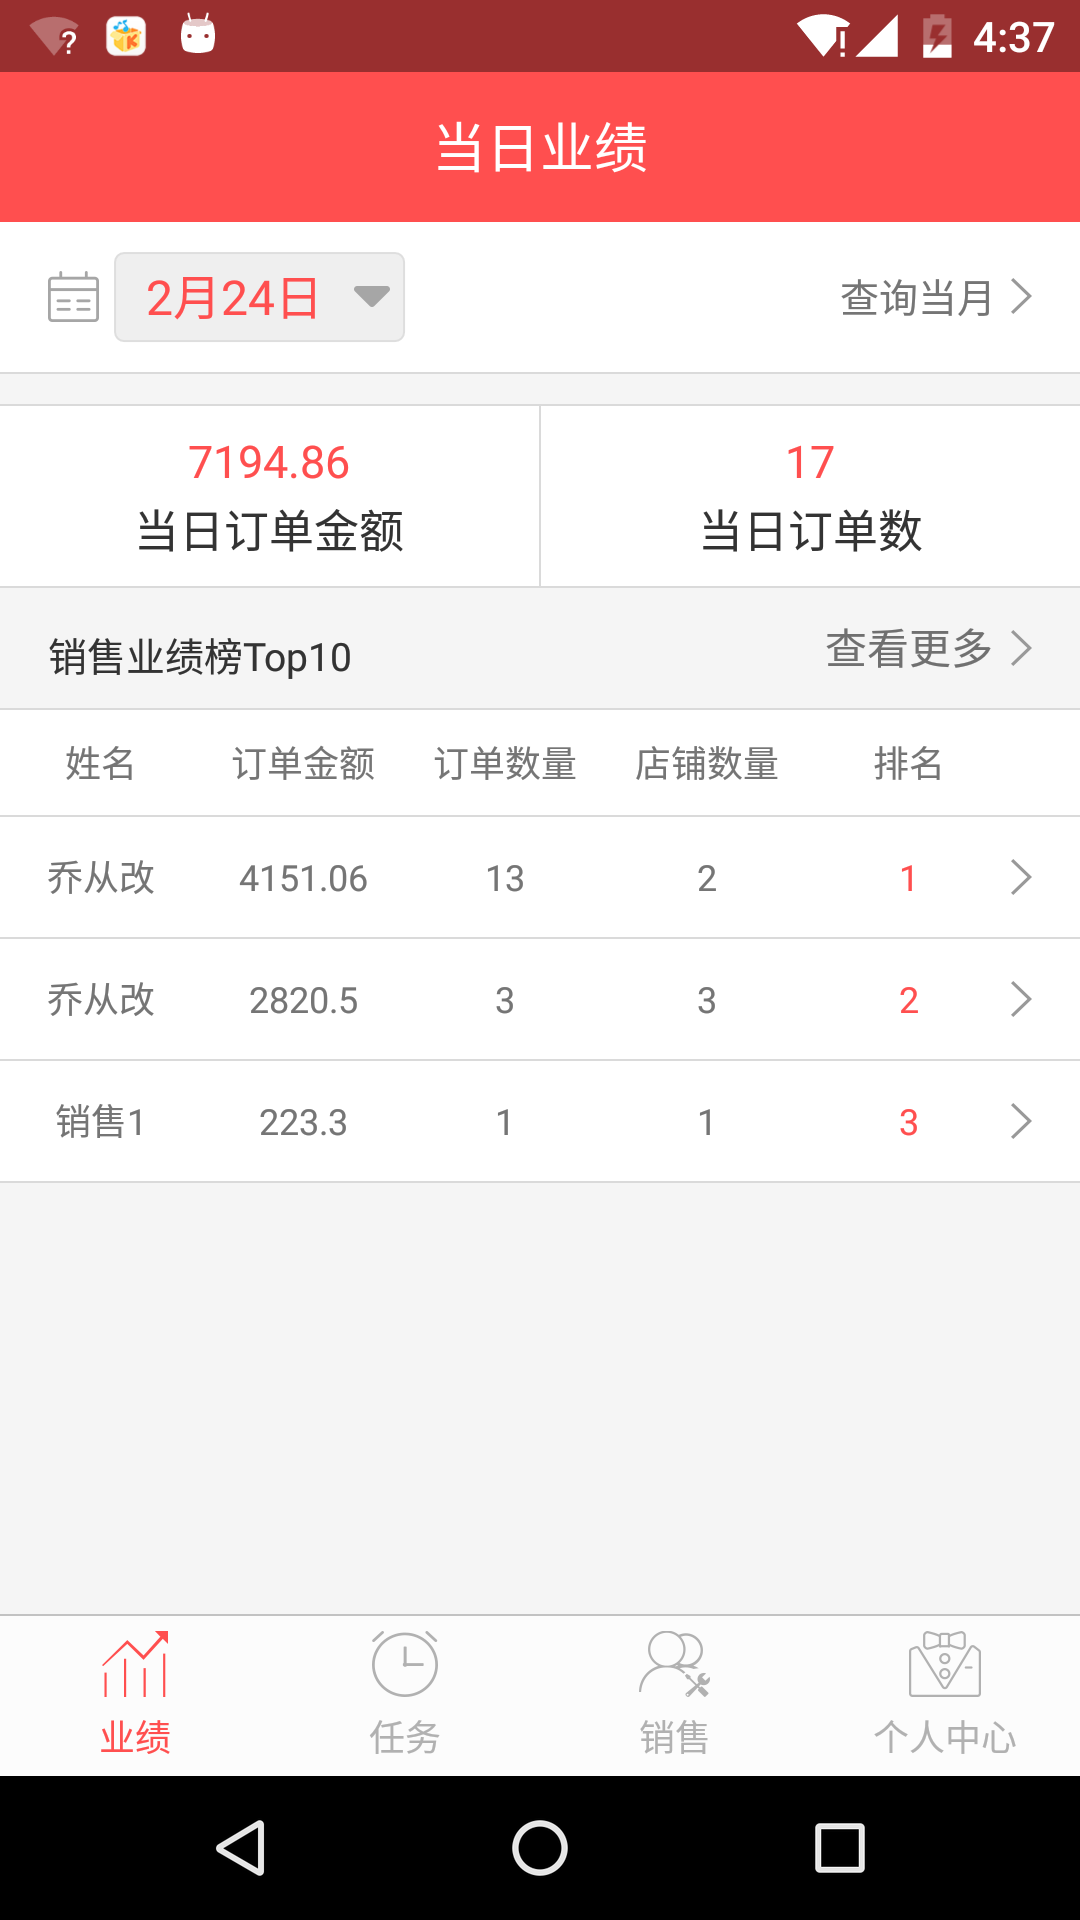 4:37
当日业绩
2月24日
查询当月
7194.86
17
当日订单金额
当日订单数
销售业绩榜Top10
查看更多
姓名 订单金额 订单数量 店铺数量 排名
乔从改 4151.06 13 2 1
乔从改 2820.5 3 3 2
销售1 223.3 1 1 3
业绩 任务 销售 个人中心